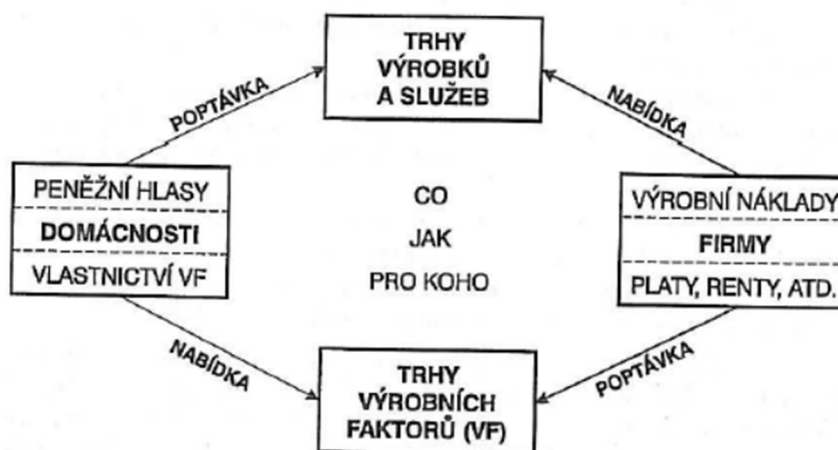 TRHY
VÝROBKŮ
A SLUŽEB
POPTÁVKA
NABÍDKA
PENĚŽNÍ HLASY
DOMÁCNOSTI
VLASTNICTVÍ VF
CO
JAK
PRO KOHO
VÝROBNÍ NÁKLADY
FIRMY
PLATY, RENTY, ATD.
NABÍDKA
POPTÁVKA
TRHY
VÝROBNÍCH
FAKTORŮ (VF)